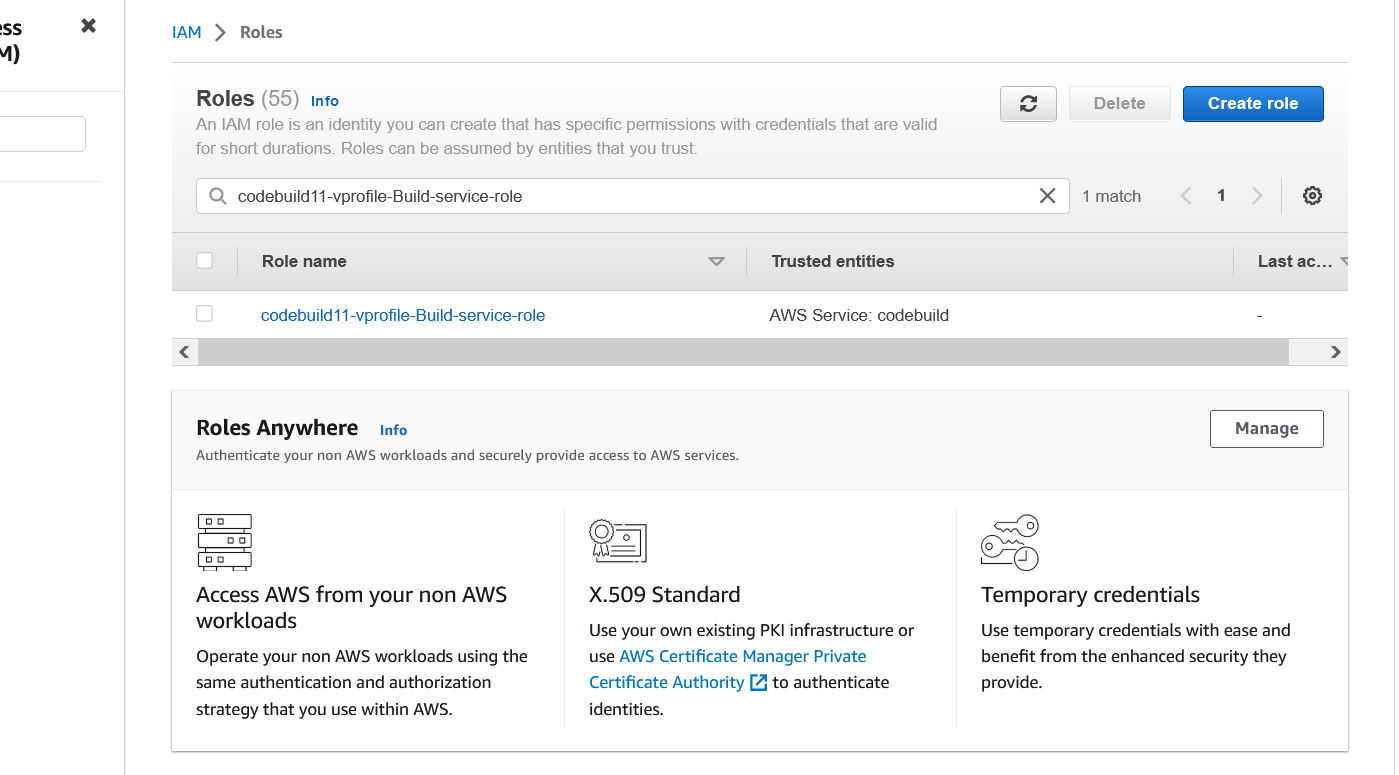 ess
M)
IAM > Roles
Roles (55) Info
Delete
Create role
An IAM role is an identity you can create that has specific permissions with credentials that are valid
for short durations. Roles can be assumed by entities that you trust.
codebuild11-vprofile-Build-service-role
1 match
1
Role name
Trusted entities
Last ac...
codebuild11-vprofile-Build-service-role
AWS Service: codebuild
-
Roles Anywhere Info
Manage
Authenticate your non AWS workloads and securely provide access to AWS services.
Access AWS from your non AWS
workloads
Operate your non AWS workloads using the
same authentication and authorization
strategy that you use within AWS.
X.509 Standard
Use your own existing PKI infrastructure or
use AWS Certificate Manager Private
Certificate Authority to authenticate
identities.
Temporary credentials
Use temporary credentials with ease and
benefit from the enhanced security they
provide.